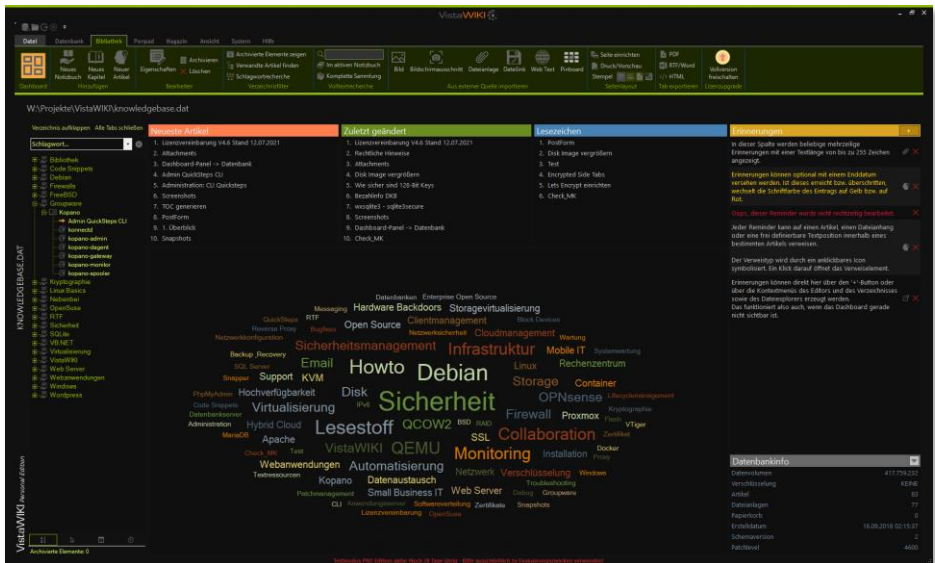 VistaWIKI
Datei Datenbank Bibliothek Perpad Magazin Ansicht System Hilfe
Dashboard
Neues Notizbuch
Neues Kapitel
Neuer Artikel
Hinzufügen
Eigenschaften
Archivieren
Löschen
Bearbeiten
Archivierte Elemente zeigen
Verwandte Artikel finden
Schlagwortrecherche
Verzeichnisfilter
Im aktiven Notizbuch
Komplette Sammlung
Volltextrecherche
Bild Bildschirmausschnitt Dateianlage Dateilink Web Text Pinboard
Aus externer Quelle importieren
Seite einrichten
Druck/Vorschau
Stempel
Seitenlayout
PDF
RTF/Word
HTML
Tab exportieren
Vollversion freischalten
Lizenzupgrade
W:\Projekte\VistaWIKI\knowledgebase.dat
Verzeichnis aufklappen Alle Tabs schließen
Schlagwort...
Bibliothek
Code Snippets
Debian
Firewalls
FreeBSD
Groupware
Kopano
Admin QuickSteps CLI
konnectd
kopano-admin
kopano-dagent
kopano-gateway
kopano-monitor
kopano-spooler
Kryptographie
Linux Basics
Nebenbei
OpenSuse
RTF
Sicherheit
SQLite
VB.NET
Virtualisierung
VistaWIKI
Web Server
Webanwendungen
Windows
Wordpress
KNOWLEDGEBASE.DAT
VistaWIKI Personal Edition
Archivierte Elemente: 0
Neueste Artikel
1. Lizenzvereinbarung V4.6 Stand 12.07.2021
2. Attachments
3. Dashboard-Panel -> Datenbank
4. Admin QuickSteps CLI
5. Administration: CLI Quicksteps
6. Screenshots
7. TOC generieren
8. PostForm
9. 1. Überblick
10. Snapshots
Zuletzt geändert
1. Lizenzvereinbarung V4.6 Stand 12.07.2021
2. Rechtliche Hinweise
3. Attachments
4. Disk Image vergrößern
5. Wie sicher sind 128-Bit Keys
6. Bezahlinfo DKB
7. wxsqlite3 - sqlite3secure
8. Screenshots
9. Dashboard-Panel -> Datenbank
10. Check_MK
Lesezeichen
1. PostForm
2. Disk Image vergrößern
3. Test
4. Encrypted Side Tabs
5. Lets Encrypt einrichten
6. Check_MK
Erinnerungen +
In dieser Spalte werden beliebige mehrzeilige
Erinnerungen mit einer Textlänge von bis zu 255 Zeichen
angezeigt.
Erinnerungen können optional mit einem Enddatum
versehen werden. Ist dieses erreicht bzw. überschritten,
wechselt die Schriftfarbe des Eintrags auf Gelb bzw. auf
Rot.
Oops, dieser Reminder wurde nicht rechtzeitig bearbeitet.
Jeder Reminder kann auf einen Artikel, einen Dateianhang
oder eine frei definierbare Textposition innerhalb eines
bestimmten Artikels verweisen.
Der Verweistyp wird durch ein anklickbares Icon
symbolisiert. Ein Klick darauf öffnet das Verweiselement.
Erinnerungen können direkt hier über den '+'-Button oder
über die Kontextmenüs des Editors und des Verzeichnisses
sowie des Dateiexplorers erzeugt werden.
Das funktioniert also auch, wenn das Dashboard gerade
nicht sichtbar ist.
Datenbanken Enterprise Open Source
Messaging Hardware Backdoors Storagevirtualisierung
QuickSteps RTF Open Source Clientmanagement Block Devices
Reverse Proxy Bugfixes Netzwerksicherheit Cloudmanagement
Netzwerkkonfiguration Wartung
Sicherheitsmanagement Infrastruktur Mobile IT Systemwartung
Backup_Recovery Email Howto Debian Linux Rechenzentrum
SQL Server
Snapper Support KVM Storage Container
PhpMyAdmin Hochverfügbarkeit Disk Sicherheit OPNsense Lifecyclemanagement
Code Snippets Virtualisierung IPv6 Firewall Proxmox Flash Kryptographie
Datenbankserver
Administration Hybrid Cloud Lesestoff QCOW2 BSD RAID VTiger
MariaDB Apache SSL Collaboration Zertifikat
Check_MK Test VistaWIKI QEMU Monitoring Installation Docker
Proxy
Webanwendungen Automatisierung Netzwerk Verschlüsselung Windows
Textressourcen Kopano Datenaustausch Troubleshooting
Patchmanagement Small Business IT Web Server Debug Groupware
CLI Anwendungsserver Softwareverteilung Zertifikate Snapshots
Lizenzvereinbarung OpenSuse
Datenbankinfo
Datenvolumen 417.759.232
Verschlüsselung KEINE
Artikel 83
Dateianlagen 77
Papierkorb 0
Erstelldatum 16.09.2018 02:15:37
Schemaversion 2
Patchlevel 4600